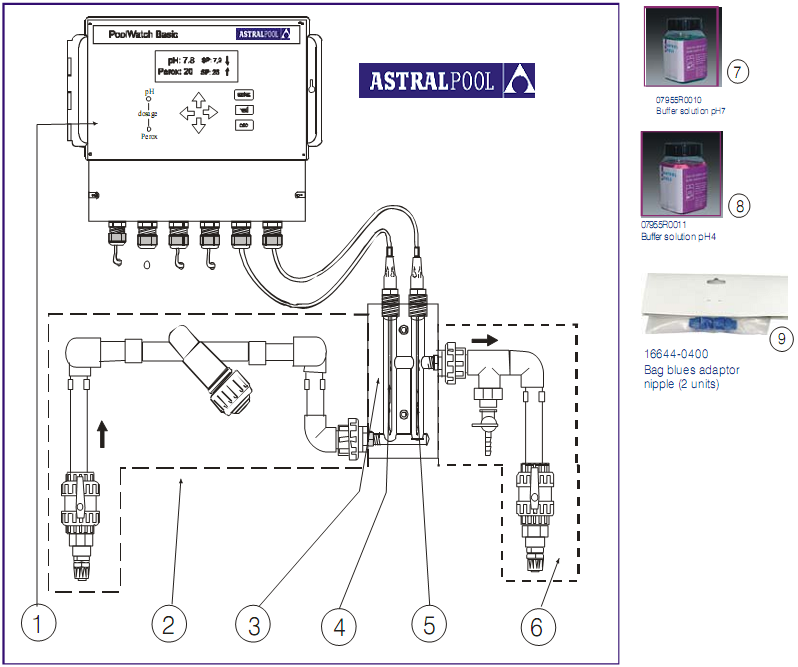 PoolWatch Basic
ASTRALPOOL
pH: 7.8 SP: 7,2
Perox: 20 SP: 25
pH
dosage
Perox
esc
ASTRALPOOL
1
2
3
4
5
6
7
07955R0010
Buffer solution pH7
8
07955R0011
Buffer solution pH4
9
16644-0400
Bag blues adaptor
nipple (2 units)